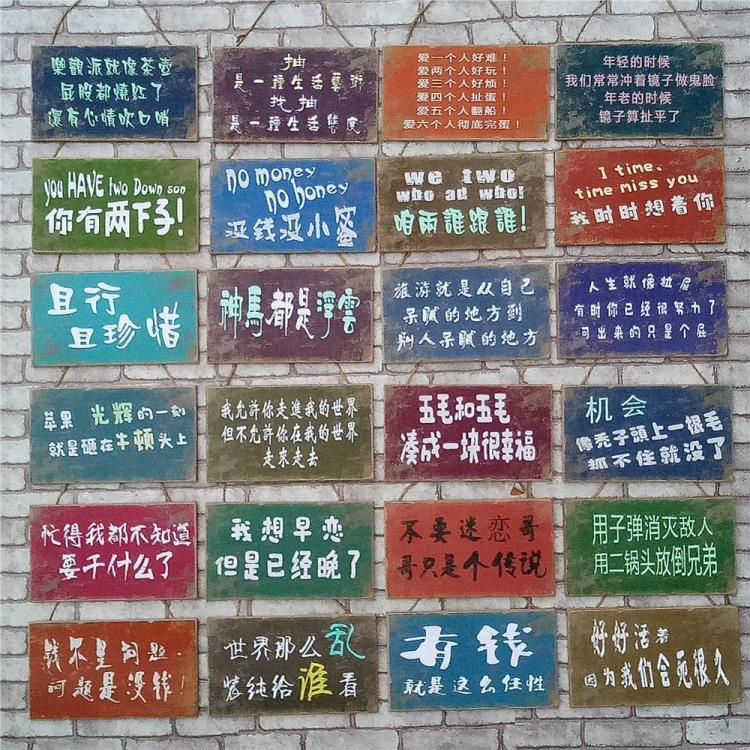 樂觀派就像茶壺
屁股都燒紅了
還有心情吹口哨
抽
是一種生活藝術
找抽
是一種生活態度
爱一个人好难！
爱两个人好玩！
爱三个人好烦！
爱四个人扯蛋！
爱五个人翻船！
爱六个人彻底完蛋！
年轻的时候
我们常常冲着镜子做鬼脸
年老的时候
镜子算扯平了
you HAVE two Down son
你有两下子!
no money
no honey
没钱没小蜜
we two
who ad who!
咱兩誰跟誰!
I time、
time miss you
我时时想着你
且行
且珍惜
神馬都是浮雲
旅游就是从自己
呆腻的地方到
别人呆腻的地方
人生就像拉屎
有时你已经很努力了
可出来的只是个屁
苹果 光辉的一刻
就是砸在牛顿头上
我允許你走進我的世界
但不允許你在我的世界
走來走去
五毛和五毛
凑成一块很幸福
机会
像秃子頭上一根毛
抓不住就没了
忙得我都不知道
要干什么了
我想早恋
但是已经晚了
不要迷恋哥
哥只是个传说
用子弹消灭敌人
用二锅头放倒兄弟
钱不是问题·
问题是没钱!
世界那么乱
装纯给谁看
有钱
就是这么任性
好好活着
因为我们会死很久